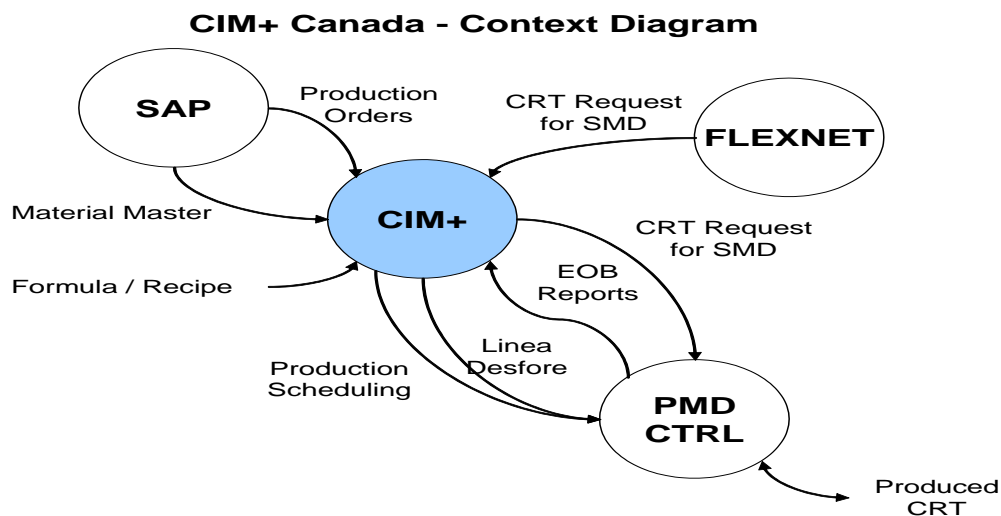 CIM+ Canada - Context Diagram
SAP
Production
Orders
CRT Request
for SMD
FLEXNET
Material Master
CIM+
CRT Request
for SMD
Formula / Recipe
EOB
Reports
Production
Scheduling
Linea
Desfore
PMD
CTRL
Produced
CRT